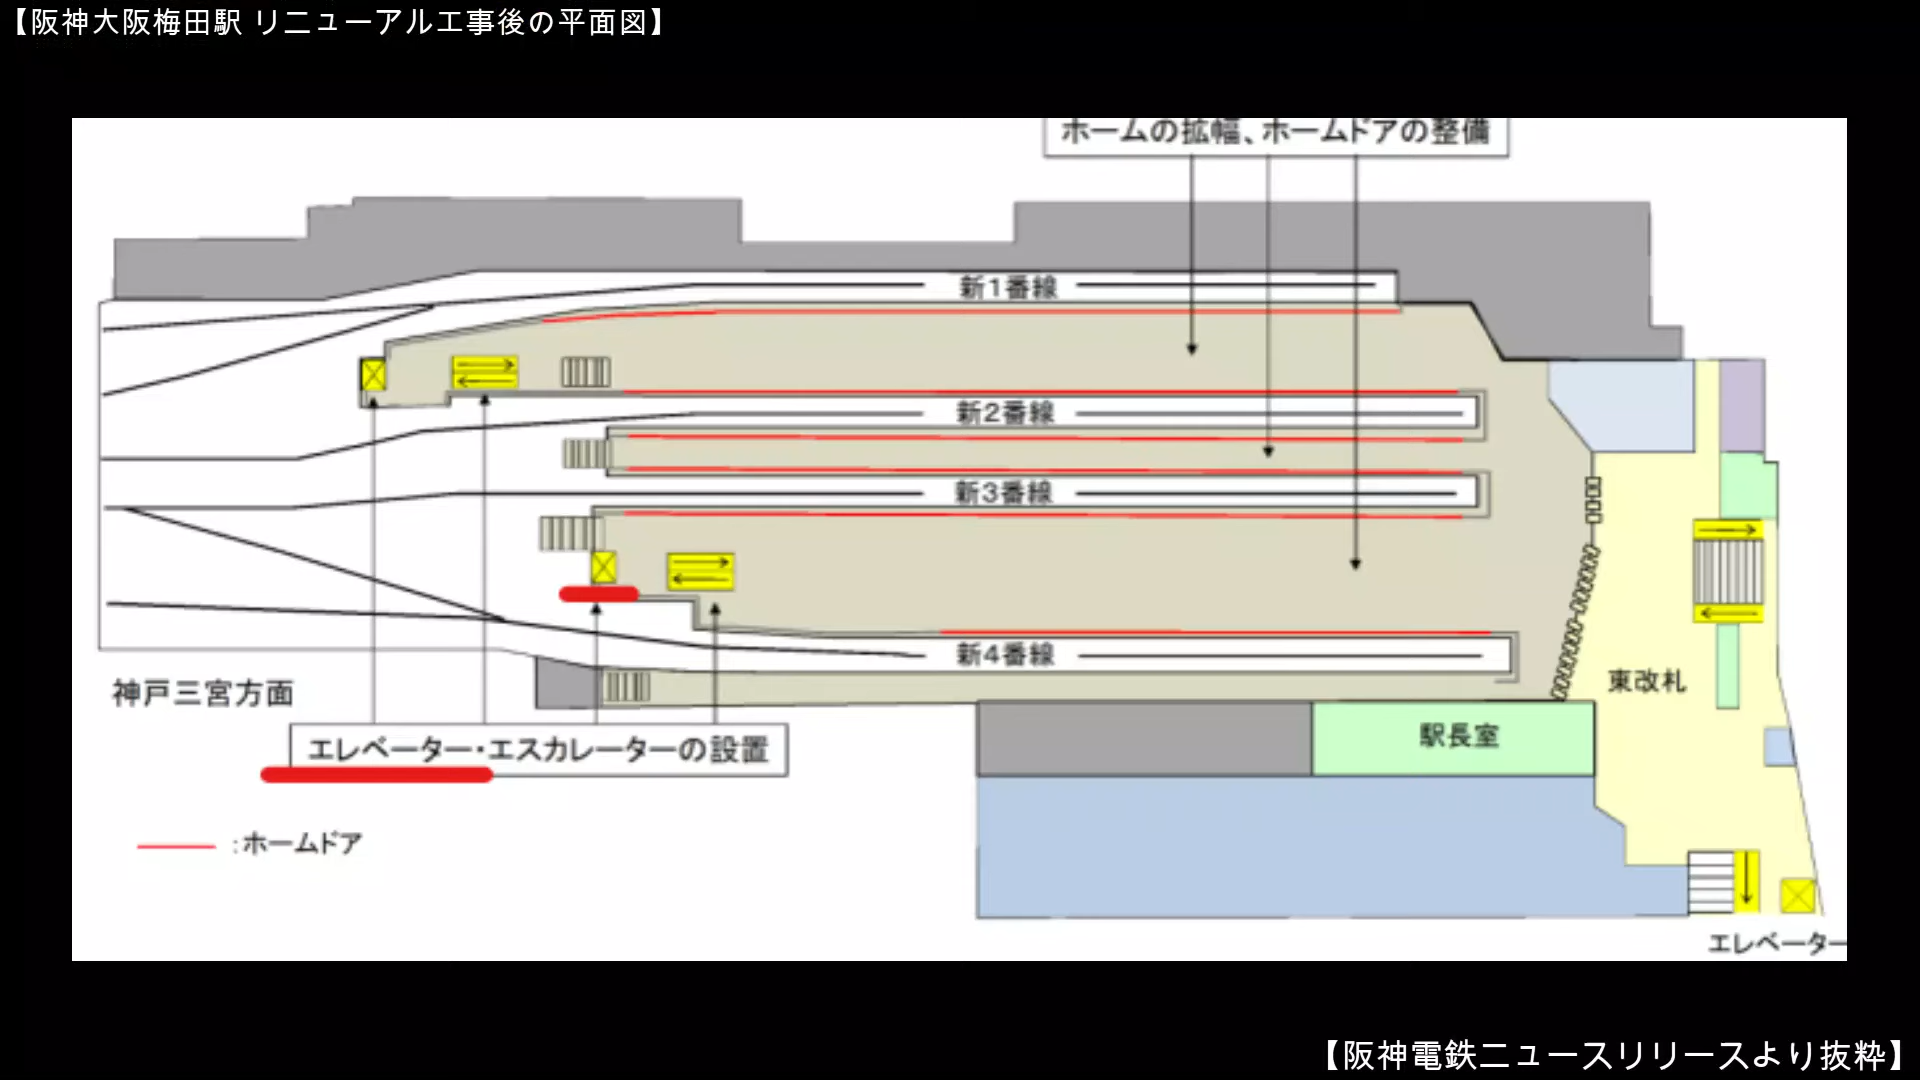 【阪神大阪梅田駅 リニューアル工事後の平面図】
ホームの拡幅、ホームドアの整備
新1番線
新2番線
新3番線
新4番線
神戸三宮方面
東改札
駅長室
エレベーター・エスカレーターの設置
:ホームドア
エレベーター
【阪神電鉄ニュースリリースより抜粋】